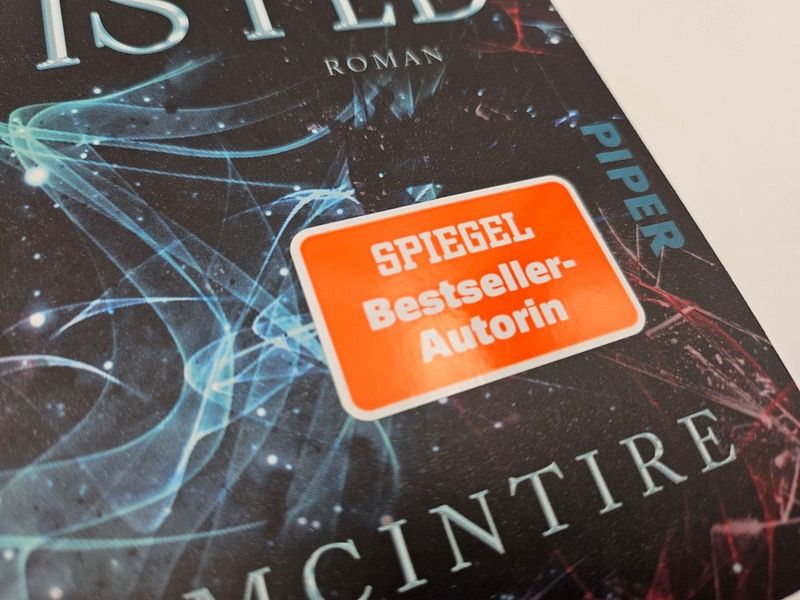 ISTED
ROMAN
PIPER
SPIEGEL
Bestseller-
Autorin
MCINTIRE